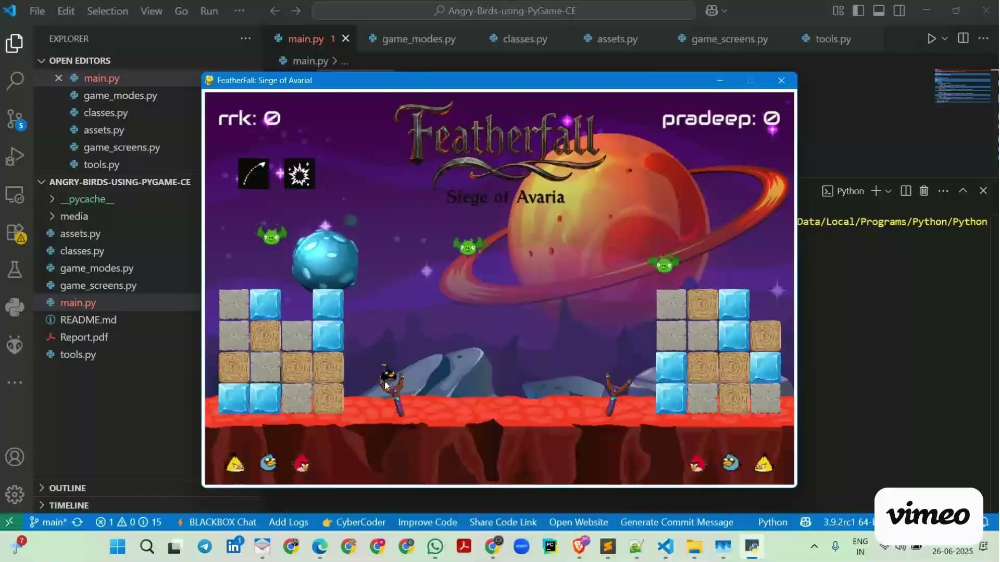 File Edit Selection View Go Run ...
Angry-Birds-using-PyGame-CE
EXPLORER
main.py 1
game_modes.py
classes.py
assets.py
game_screens.py
tools.py
OPEN EDITORS
main.py > ...
main.py
game_modes.py
classes.py
assets.py
game_screens.py
tools.py
5
ANGRY-BIRDS-USING-PYGAME-CE
__pycache__
media
assets.py
classes.py
game_modes.py
game_screens.py
main.py
README.md
Report.pdf
tools.py
OUTLINE
TIMELINE
FeatherFall: Siege of Avaria!
rrk: 0
pradeep: 0
Featherfall
Siege of Avaria
Python
Data/Local/Programs/Python/Python
main* 1 0 15 BLACKBOX Chat Add Logs CyberCoder Improve Code Share Code Link Open Website Generate Commit Message Python 3.9.2rc1 64-
vimeo
7
1
PC
ENG
IN
26-06-2025